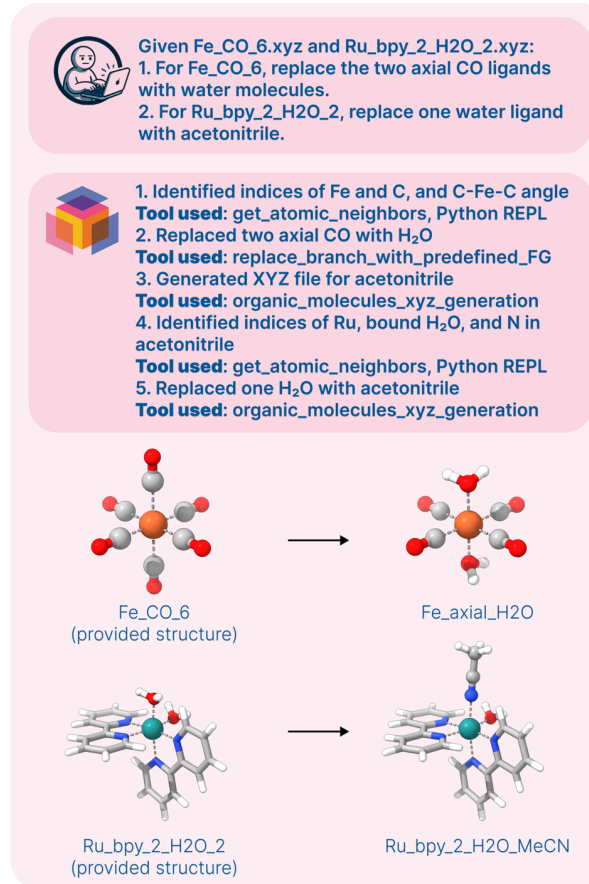 Given Fe_CO_6.xyz and Ru_bpy_2_H2O_2.xyz:
1. For Fe_CO_6, replace the two axial CO ligands
with water molecules.
2. For Ru_bpy_2_H2O_2, replace one water ligand
with acetonitrile.
1. Identified indices of Fe and C, and C-Fe-C angle
Tool used: get_atomic_neighbors, Python REPL
2. Replaced two axial CO with H₂O
Tool used: replace_branch_with_predefined_FG
3. Generated XYZ file for acetonitrile
Tool used: organic_molecules_xyz_generation
4. Identified indices of Ru, bound H₂O, and N in
acetonitrile
Tool used: get_atomic_neighbors, Python REPL
5. Replaced one H₂O with acetonitrile
Tool used: organic_molecules_xyz_generation
Fe_CO_6
(provided structure)
Fe_axial_H2O
Ru_bpy_2_H2O_2
(provided structure)
Ru_bpy_2_H2O_MeCN